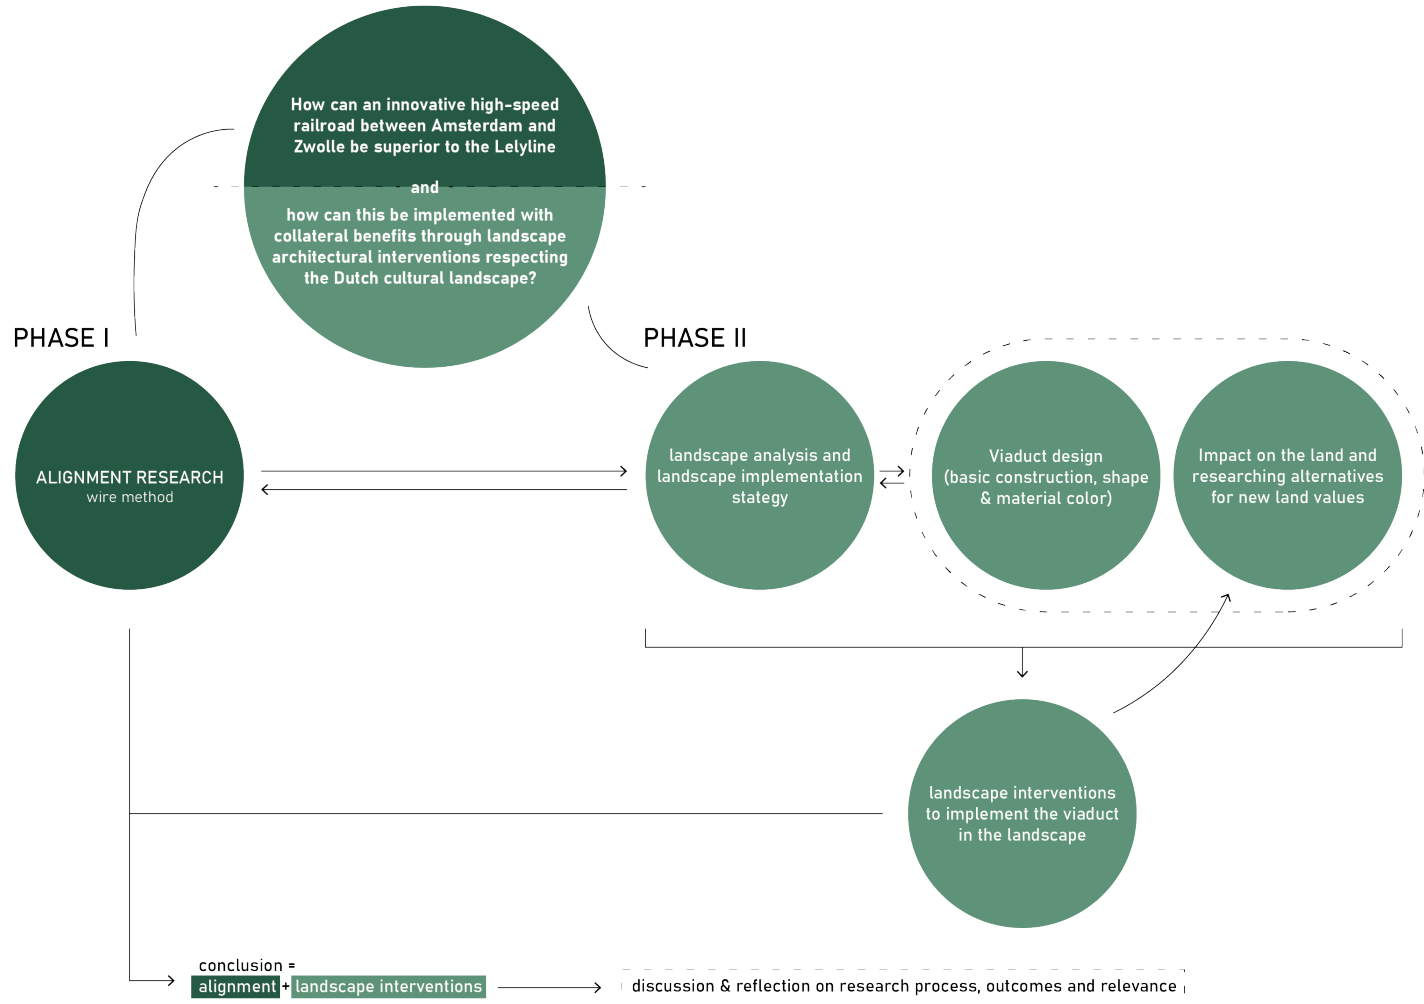 How can an innovative high-speed
railroad between Amsterdam and
Zwolle be superior to the Lelyline
and
how can this be implemented with
collateral benefits through landscape
architectural interventions respecting
the Dutch cultural landscape?
PHASE I
PHASE II
ALIGNMENT RESEARCH
wire method
landscape analysis and
landscape implementation
stategy
Viaduct design
(basic construction, shape
& material color)
Impact on the land and
researching alternatives
for new land values
landscape interventions
to implement the viaduct
in the landscape
conclusion =
alignment + landscape interventions
discussion & reflection on research process, outcomes and relevance